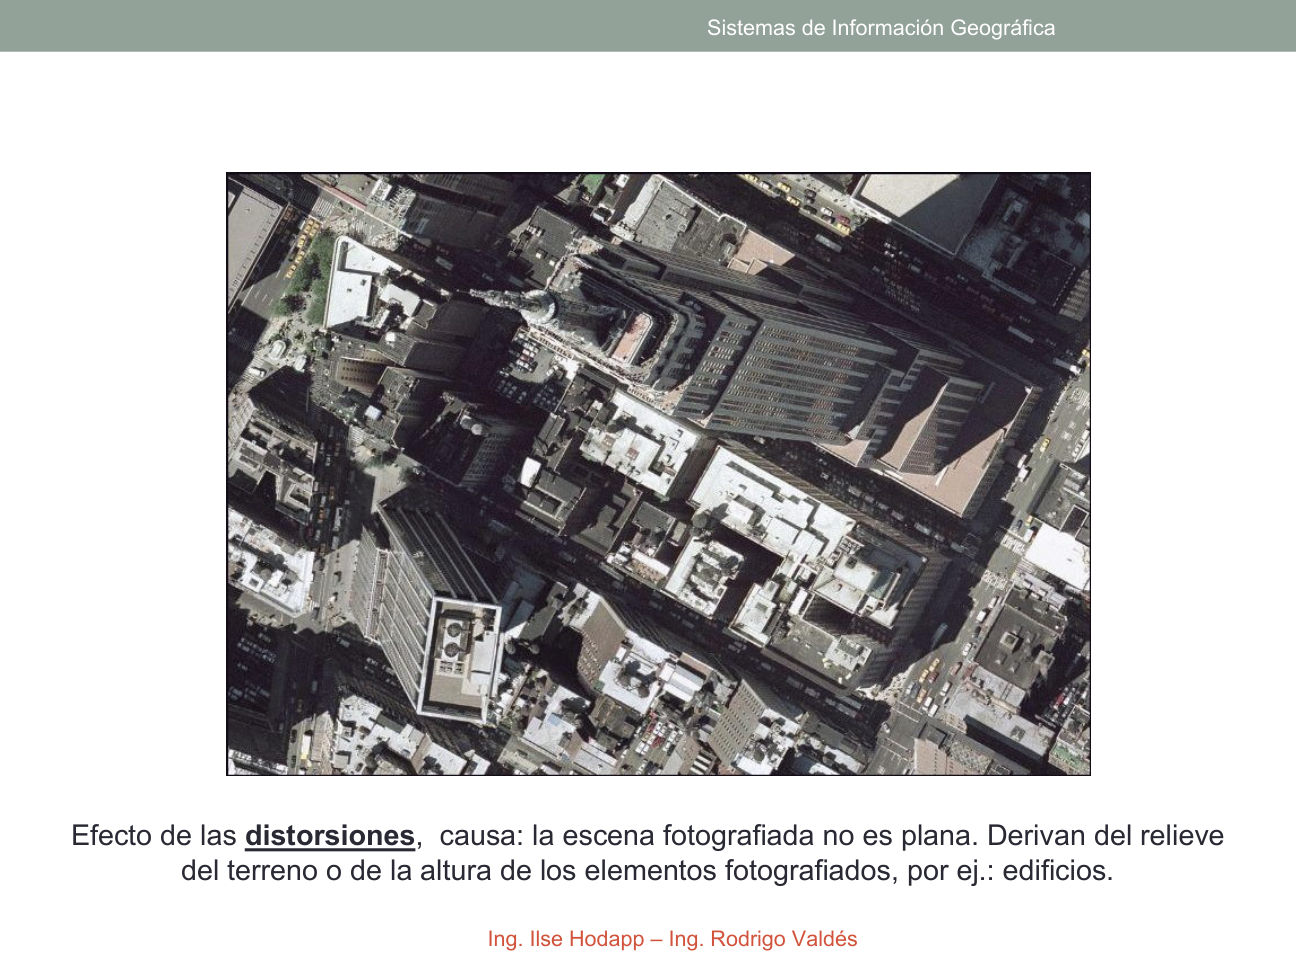 Sistemas de Información Geográfica
Efecto de las distorsiones,  causa: la escena fotografiada no es plana. Derivan del relieve
del terreno o de la altura de los elementos fotografiados, por ej.: edificios.
Ing. Ilse Hodapp – Ing. Rodrigo Valdés